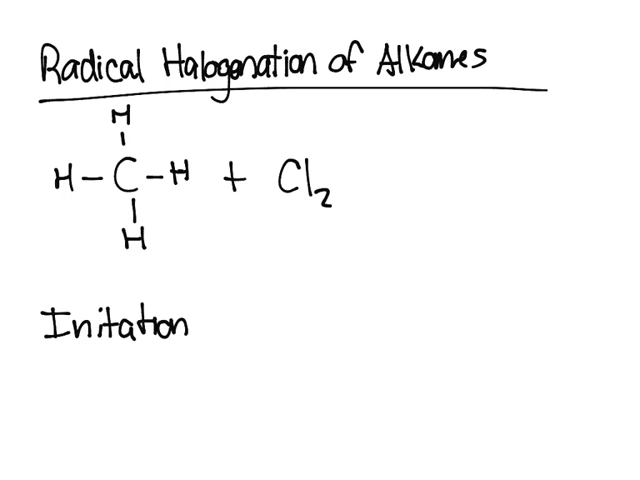 Radical Halogenation of Alkanes
H
H - C - H + Cl2
H
Initation